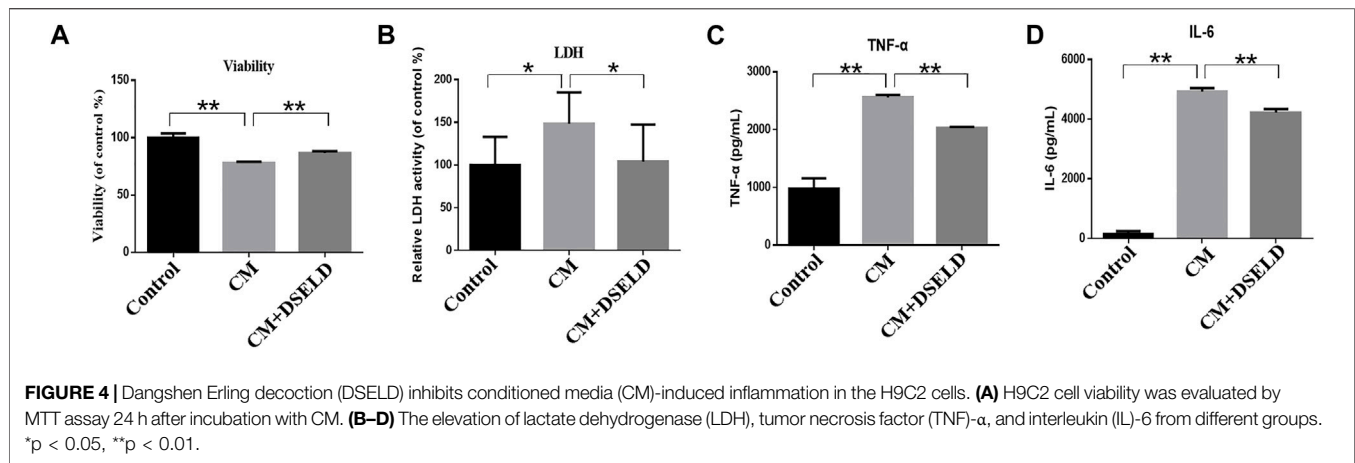 A
Viability
Viability (of control %)
150
100
50
0
**
**
Control
CM
CM+DSELD
B
LDH
Relative LDH activity (of control %)
200
150
100
50
0
*
*
Control
CM
CM+DSELD
C
TNF-α
TNF-α (pg/mL)
3000
2000
1000
0
**
**
Control
CM
CM+DSELD
D
IL-6
IL-6 (pg/mL)
6000
4000
2000
0
**
**
Control
CM
CM+DSELD
FIGURE 4 | Dangshen Erling decoction (DSELD) inhibits conditioned media (CM)-induced inflammation in the H9C2 cells. (A) H9C2 cell viability was evaluated by
MTT assay 24 h after incubation with CM. (B–D) The elevation of lactate dehydrogenase (LDH), tumor necrosis factor (TNF)-α, and interleukin (IL)-6 from different groups.
*p < 0.05, **p < 0.01.